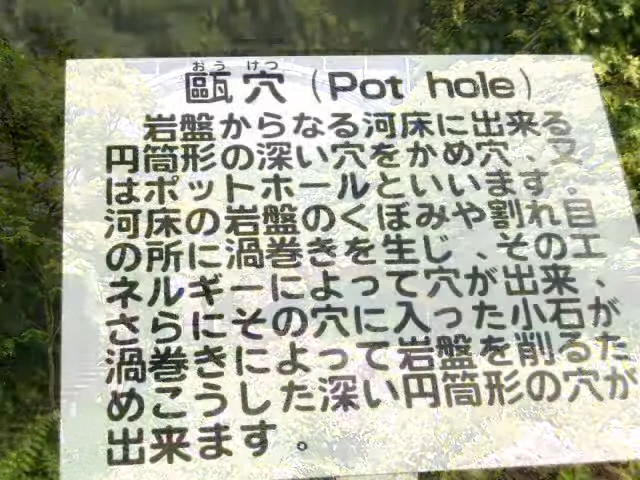 おう けつ
甌穴 (Pot hole)
岩盤からなる河床に出来る
円筒形の深い穴をかめ穴、又
はポットホールといいます.
河床の岩盤のくぼみや割れ目
の所に渦巻きを生じ、そのエ
ネルギーによって穴が出来、
さらにその穴に入った小石が
渦巻きによって岩盤を削るた
めこうした深い円筒形の穴が
出来ます。